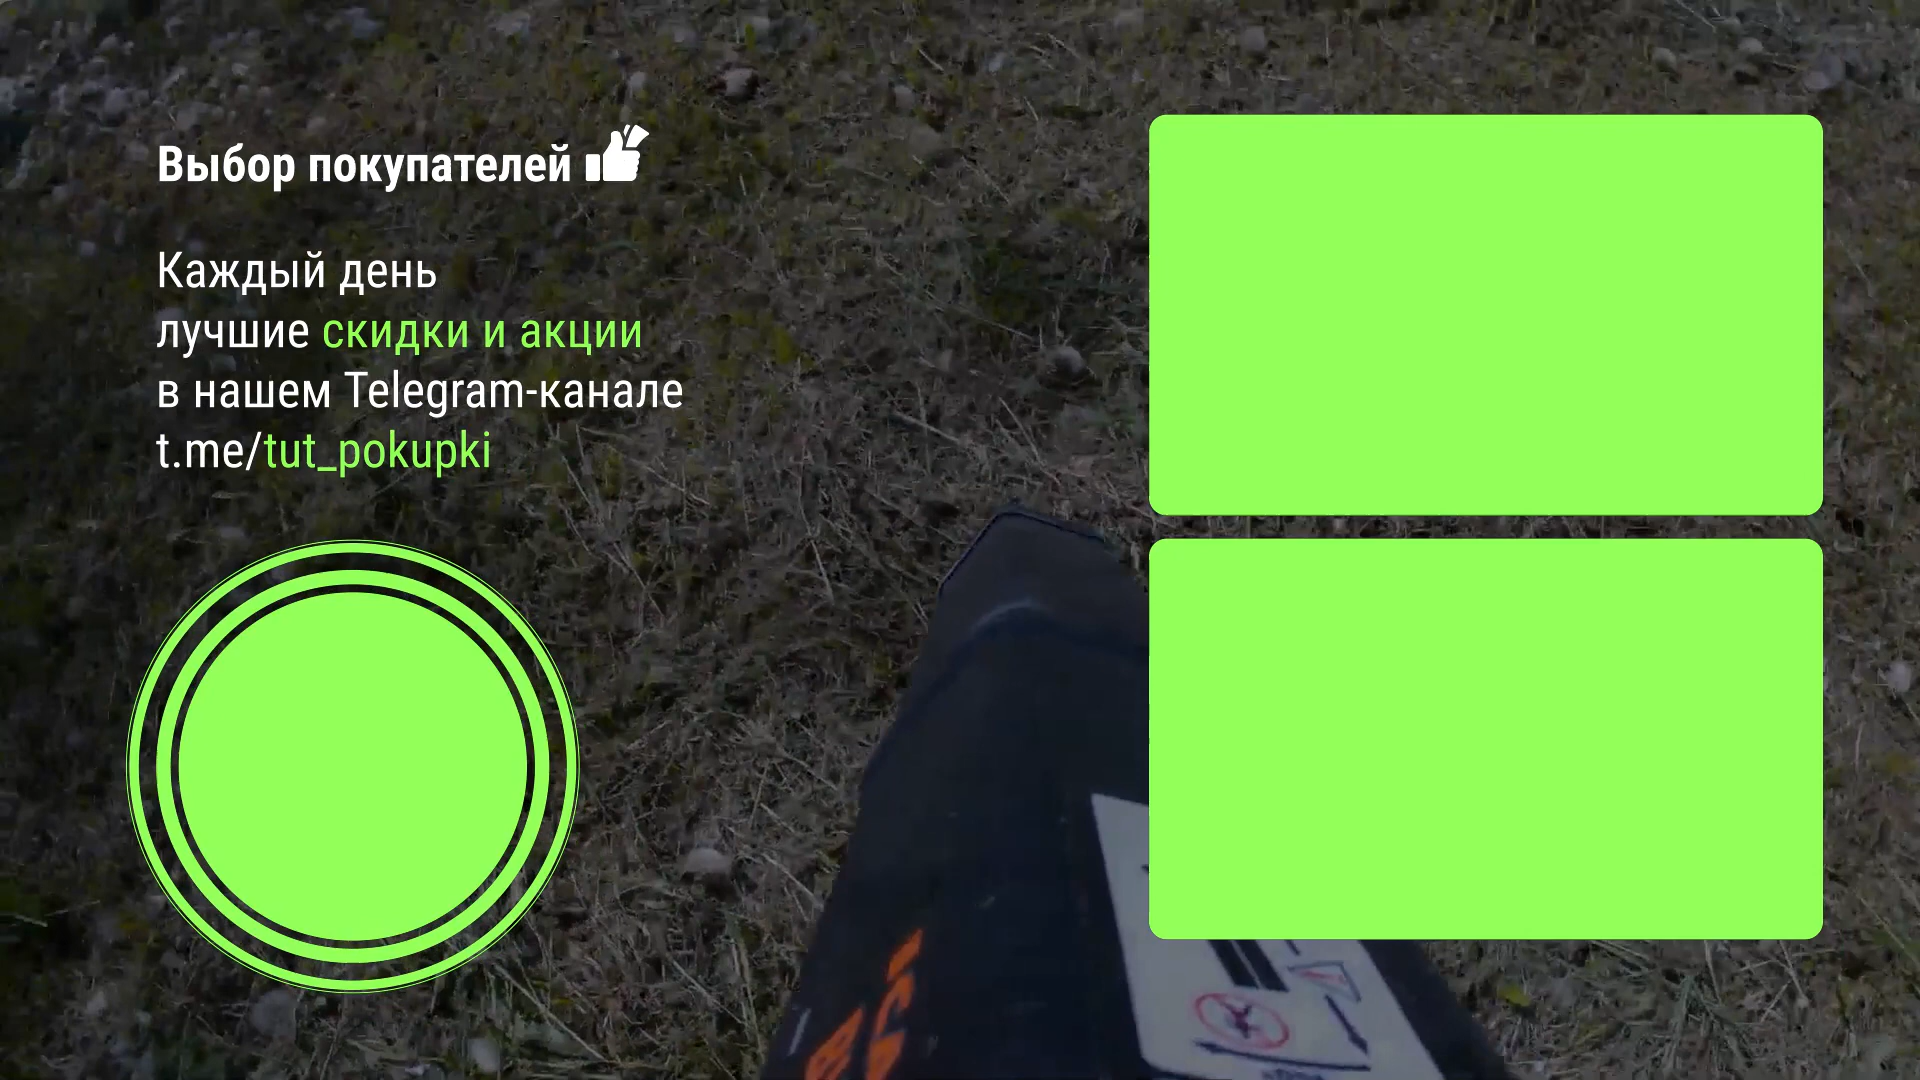 Выбор покупателей
Каждый день
лучшие скидки и акции
в нашем Telegram-канале
t.me/tut_pokupki